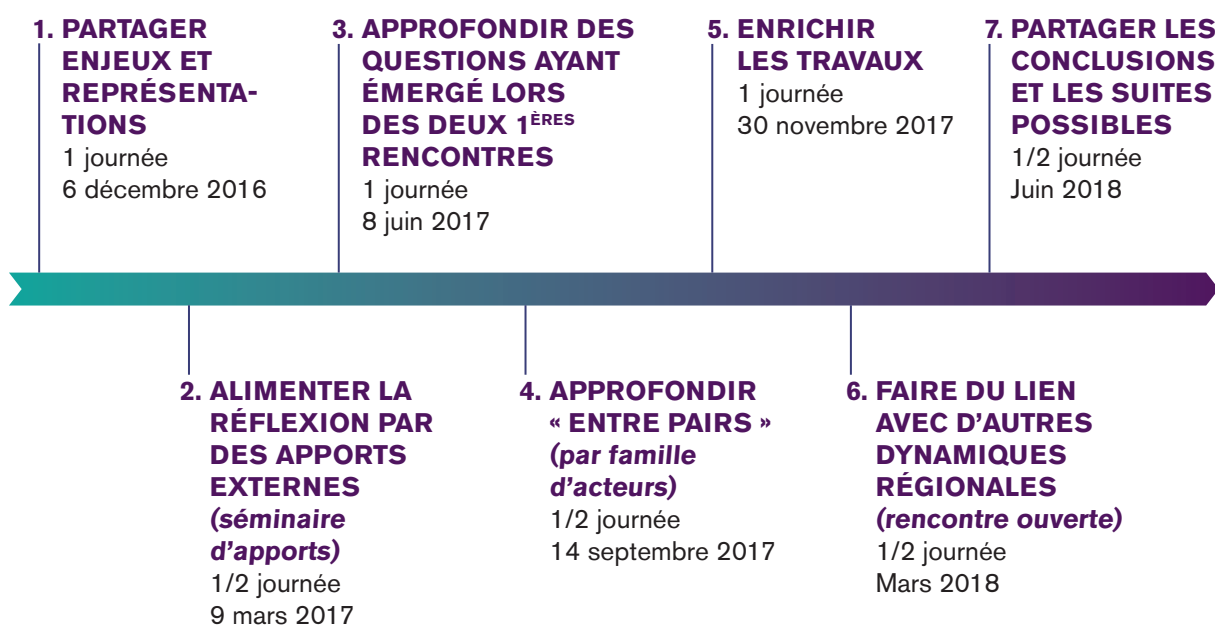 1. PARTAGER
ENJEUX ET
REPRÉSENTA-
TIONS
1 journée
6 décembre 2016
3. APPROFONDIR DES
QUESTIONS AYANT
ÉMERGÉ LORS
DES DEUX 1ÈRES
RENCONTRES
1 journée
8 juin 2017
5. ENRICHIR
LES TRAVAUX
1 journée
30 novembre 2017
7. PARTAGER LES
CONCLUSIONS
ET LES SUITES
POSSIBLES
1/2 journée
Juin 2018
2. ALIMENTER LA
RÉFLEXION PAR
DES APPORTS
EXTERNES
(séminaire
d’apports)
1/2 journée
9 mars 2017
4. APPROFONDIR
« ENTRE PAIRS »
(par famille
d’acteurs)
1/2 journée
14 septembre 2017
6. FAIRE DU LIEN
AVEC D’AUTRES
DYNAMIQUES
RÉGIONALES
(rencontre ouverte)
1/2 journée
Mars 2018